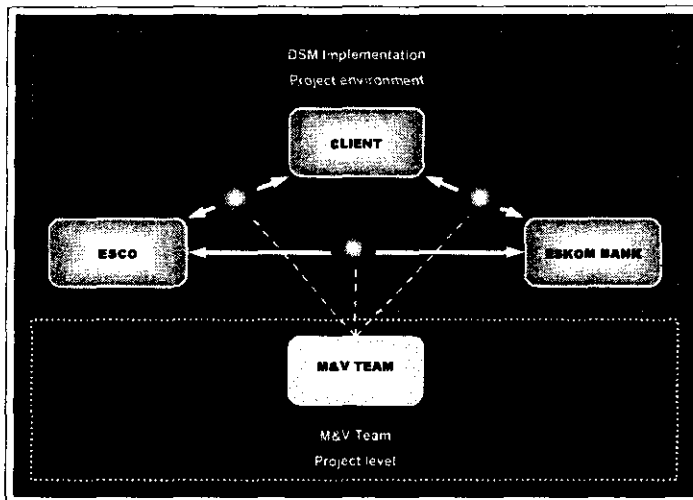 DSM Implementation
Project environment
CLIENT
ESCO
ESKOM BANK
M&V TEAM
M&V Team
Project level